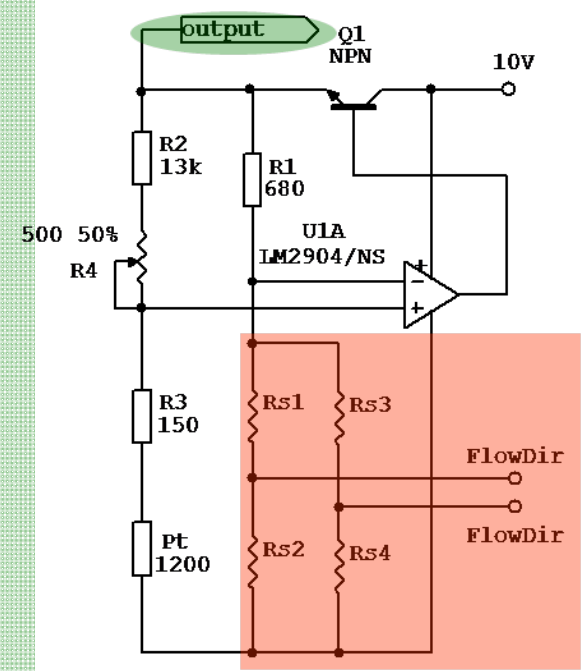 output
Q1
NPN
10V
R2
13k
R1
680
500 50%
R4
U1A
LM2904/NS
+
−
+
R3
150
Rs1
Rs3
FlowDir
FlowDir
Pt
1200
Rs2
Rs4